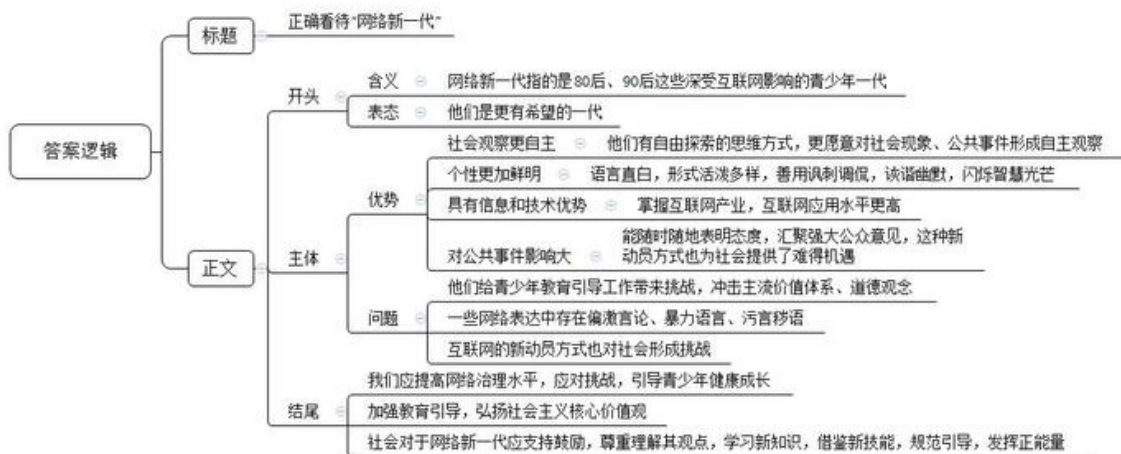 标题
正确看待“网络新一代”
答案逻辑
正文
开头
含义
网络新一代指的是80后、90后这些深受互联网影响的青少年一代
表态
他们是更有希望的一代
主体
优势
社会观察更自主
他们有自由探索的思维方式，更愿意对社会现象、公共事件形成自主观察
个性更加鲜明
语言直白，形式活泼多样，善用讽刺调侃，诙谐幽默，闪烁智慧光芒
具有信息和技术优势
掌握互联网产业，互联网应用水平更高
对公共事件影响大
能随时随地表明态度，汇聚强大公众意见，这种新
动员方式也为社会提供了难得机遇
问题
他们给青少年教育引导工作带来挑战，冲击主流价值体系、道德观念
一些网络表达中存在偏激言论、暴力语言、污言秽语
互联网的新动员方式也对社会形成挑战
结尾
我们应提高网络治理水平，应对挑战，引导青少年健康成长
加强教育引导，弘扬社会主义核心价值观
社会对于网络新一代应支持鼓励，尊重理解其观点，学习新知识，借鉴新技能，规范引导，发挥正能量